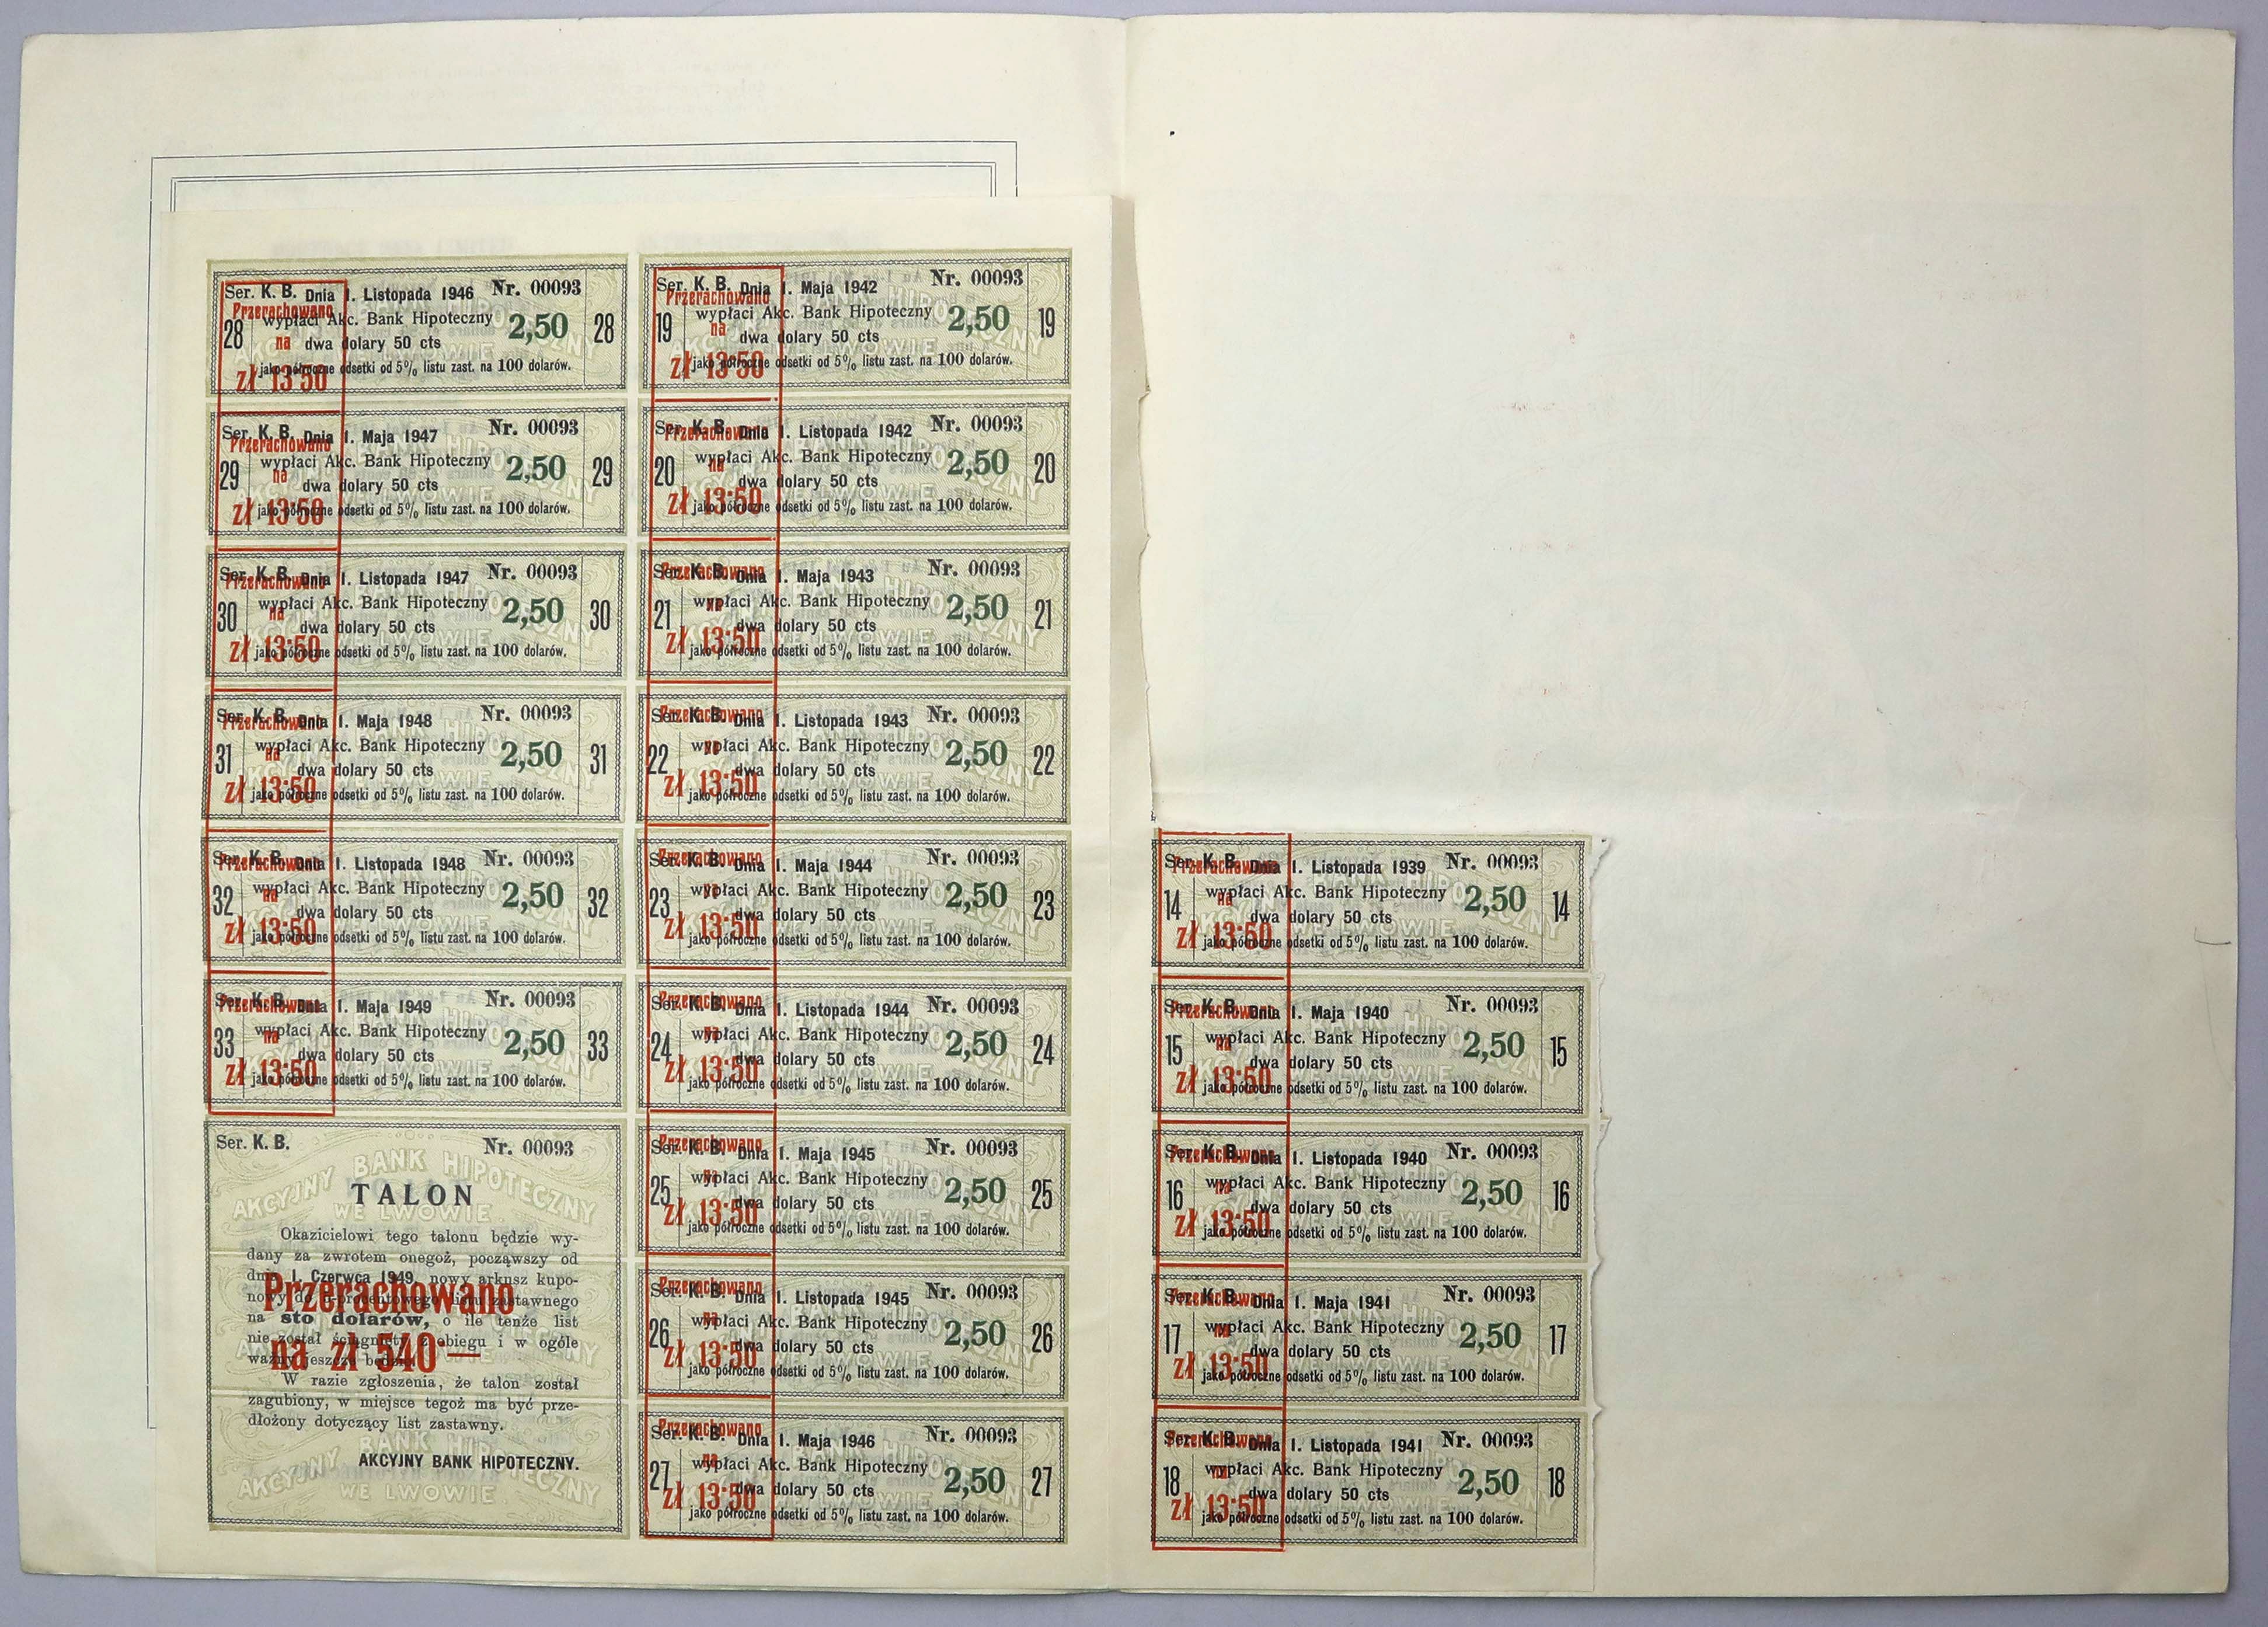 Ser. K. B. Dnia 1. Listopada 1946 Nr. 00093
Przerachowano
28 wypłaci Akc. Bank Hipoteczny 2,50 28
na dwa dolary 50 cts
jako półroczne odsetki od 5% listu zast. na 100 dolarów.
zł 13·50
Ser. K. B. Dnia 1. Maja 1947 Nr. 00093
Przerachowano
29 wypłaci Akc. Bank Hipoteczny 2,50 29
na dwa dolary 50 cts
jako półroczne odsetki od 5% listu zast. na 100 dolarów.
zł 13·50
Ser. K. B. Dnia 1. Listopada 1947 Nr. 00093
Przerachowano
30 wypłaci Akc. Bank Hipoteczny 2,50 30
na dwa dolary 50 cts
jako półroczne odsetki od 5% listu zast. na 100 dolarów.
zł 13·50
Ser. K. B. Dnia 1. Maja 1948 Nr. 00093
Przerachowano
31 wypłaci Akc. Bank Hipoteczny 2,50 31
na dwa dolary 50 cts
jako półroczne odsetki od 5% listu zast. na 100 dolarów.
zł 13·50
Ser. K. B. Dnia 1. Listopada 1948 Nr. 00093
Przerachowano
32 wypłaci Akc. Bank Hipoteczny 2,50 32
na dwa dolary 50 cts
jako półroczne odsetki od 5% listu zast. na 100 dolarów.
zł 13·50
Ser. K. B. Dnia 1. Maja 1949 Nr. 00093
Przerachowano
33 wypłaci Akc. Bank Hipoteczny 2,50 33
na dwa dolary 50 cts
jako półroczne odsetki od 5% listu zast. na 100 dolarów.
zł 13·50
Ser. K. B. Nr. 00093
AKCYJNY BANK HIPOTECZNY
WE LWOWIE
TALON
Okazicielowi tego talonu będzie wy-
dany za zwrotem onegoż, począwszy od
dnia 1. Czerwca 1949, nowy arkusz kupo-
nowy do 5-procentowego listu zastawnego
na sto dolarów, o ile tenże list
nie został ściągnięty z obiegu i w ogóle
ważny jeszcze będzie.
Przerachowano
na zł 540·—
W razie zgłoszenia, że talon został
zagubiony, w miejsce tegoż ma być prze-
dłożony dotyczący list zastawny.
AKCYJNY BANK HIPOTECZNY.
AKCYJNY BANK HIPOTECZNY
WE LWOWIE
Ser. K. B. Dnia 1. Maja 1942 Nr. 00093
Przerachowano
19 wypłaci Akc. Bank Hipoteczny 2,50 19
na dwa dolary 50 cts
jako półroczne odsetki od 5% listu zast. na 100 dolarów.
zł 13·50
Ser. K. B. Dnia 1. Listopada 1942 Nr. 00093
Przerachowano
20 wypłaci Akc. Bank Hipoteczny 2,50 20
na dwa dolary 50 cts
jako półroczne odsetki od 5% listu zast. na 100 dolarów.
zł 13·50
Ser. K. B. Dnia 1. Maja 1943 Nr. 00093
Przerachowano
21 wypłaci Akc. Bank Hipoteczny 2,50 21
na dwa dolary 50 cts
jako półroczne odsetki od 5% listu zast. na 100 dolarów.
zł 13·50
Ser. K. B. Dnia 1. Listopada 1943 Nr. 00093
Przerachowano
22 wypłaci Akc. Bank Hipoteczny 2,50 22
na dwa dolary 50 cts
jako półroczne odsetki od 5% listu zast. na 100 dolarów.
zł 13·50
Ser. K. B. Dnia 1. Maja 1944 Nr. 00093
Przerachowano
23 wypłaci Akc. Bank Hipoteczny 2,50 23
na dwa dolary 50 cts
jako półroczne odsetki od 5% listu zast. na 100 dolarów.
zł 13·50
Ser. K. B. Dnia 1. Listopada 1944 Nr. 00093
Przerachowano
24 wypłaci Akc. Bank Hipoteczny 2,50 24
na dwa dolary 50 cts
jako półroczne odsetki od 5% listu zast. na 100 dolarów.
zł 13·50
Ser. K. B. Dnia 1. Maja 1945 Nr. 00093
Przerachowano
25 wypłaci Akc. Bank Hipoteczny 2,50 25
na dwa dolary 50 cts
jako półroczne odsetki od 5% listu zast. na 100 dolarów.
zł 13·50
Ser. K. B. Dnia 1. Listopada 1945 Nr. 00093
Przerachowano
26 wypłaci Akc. Bank Hipoteczny 2,50 26
na dwa dolary 50 cts
jako półroczne odsetki od 5% listu zast. na 100 dolarów.
zł 13·50
Ser. K. B. Dnia 1. Maja 1946 Nr. 00093
Przerachowano
27 wypłaci Akc. Bank Hipoteczny 2,50 27
na dwa dolary 50 cts
jako półroczne odsetki od 5% listu zast. na 100 dolarów.
zł 13·50
Ser. K. B. Dnia 1. Listopada 1939 Nr. 00093
Przerachowano
14 wypłaci Akc. Bank Hipoteczny 2,50 14
na dwa dolary 50 cts
jako półroczne odsetki od 5% listu zast. na 100 dolarów.
zł 13·50
Ser. K. B. Dnia 1. Maja 1940 Nr. 00093
Przerachowano
15 wypłaci Akc. Bank Hipoteczny 2,50 15
na dwa dolary 50 cts
jako półroczne odsetki od 5% listu zast. na 100 dolarów.
zł 13·50
Ser. K. B. Dnia 1. Listopada 1940 Nr. 00093
Przerachowano
16 wypłaci Akc. Bank Hipoteczny 2,50 16
na dwa dolary 50 cts
jako półroczne odsetki od 5% listu zast. na 100 dolarów.
zł 13·50
Ser. K. B. Dnia 1. Maja 1941 Nr. 00093
Przerachowano
17 wypłaci Akc. Bank Hipoteczny 2,50 17
na dwa dolary 50 cts
jako półroczne odsetki od 5% listu zast. na 100 dolarów.
zł 13·50
Ser. K. B. Dnia 1. Listopada 1941 Nr. 00093
Przerachowano
18 wypłaci Akc. Bank Hipoteczny 2,50 18
na dwa dolary 50 cts
jako półroczne odsetki od 5% listu zast. na 100 dolarów.
zł 13·50